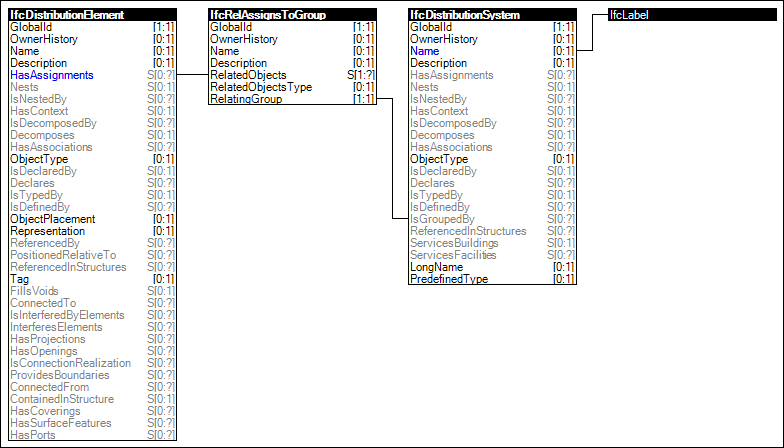 IfcDistributionElement
GlobalId [1:1]
OwnerHistory [0:1]
Name [0:1]
Description [0:1]
HasAssignments S[0:?]
Nests S[0:1]
IsNestedBy S[0:?]
HasContext S[0:1]
IsDecomposedBy S[0:?]
Decomposes S[0:1]
HasAssociations S[0:?]
ObjectType [0:1]
IsDeclaredBy S[0:1]
Declares S[0:?]
IsTypedBy S[0:1]
IsDefinedBy S[0:?]
ObjectPlacement [0:1]
Representation [0:1]
ReferencedBy S[0:?]
PositionedRelativeTo S[0:?]
ReferencedInStructures S[0:?]
Tag [0:1]
FillsVoids S[0:1]
ConnectedTo S[0:?]
IsInterferedByElements S[0:?]
InterferesElements S[0:?]
HasProjections S[0:?]
HasOpenings S[0:?]
IsConnectionRealization S[0:?]
ProvidesBoundaries S[0:?]
ConnectedFrom S[0:?]
ContainedInStructure S[0:1]
HasCoverings S[0:?]
HasSurfaceFeatures S[0:?]
HasPorts S[0:?]
IfcRelAssignsToGroup
GlobalId [1:1]
OwnerHistory [0:1]
Name [0:1]
Description [0:1]
RelatedObjects S[1:?]
RelatedObjectsType [0:1]
RelatingGroup [1:1]
IfcDistributionSystem
GlobalId [1:1]
OwnerHistory [0:1]
Name [0:1]
Description [0:1]
HasAssignments S[0:?]
Nests S[0:1]
IsNestedBy S[0:?]
HasContext S[0:1]
IsDecomposedBy S[0:?]
Decomposes S[0:1]
HasAssociations S[0:?]
ObjectType [0:1]
IsDeclaredBy S[0:1]
Declares S[0:?]
IsTypedBy S[0:1]
IsDefinedBy S[0:?]
IsGroupedBy S[0:?]
ReferencedInStructures S[0:?]
ServicesBuildings S[0:1]
ServicesFacilities S[0:?]
LongName [0:1]
PredefinedType [0:1]
IfcLabel